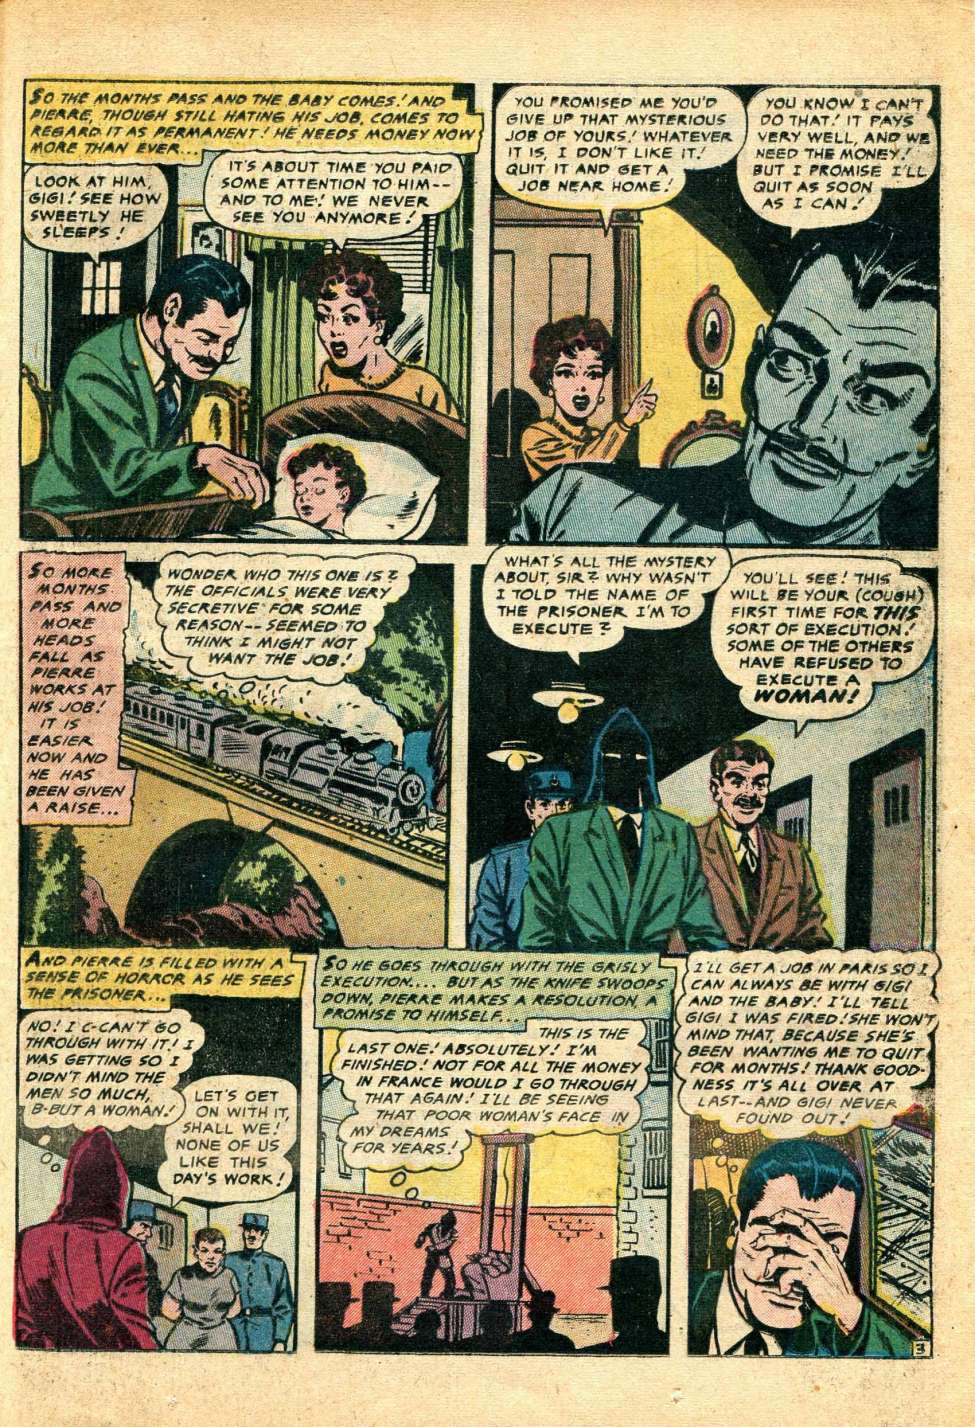 SO THE MONTHS PASS AND THE BABY COMES! AND
PIERRE, THOUGH STILL HATING HIS JOB, COMES TO
REGARD IT AS PERMANENT! HE NEEDS MONEY NOW
MORE THAN EVER...
LOOK AT HIM,
GIGI! SEE HOW
SWEETLY HE
SLEEPS!
IT'S ABOUT TIME YOU PAID
SOME ATTENTION TO HIM--
AND TO ME! WE NEVER
SEE YOU ANYMORE!
YOU PROMISED ME YOU'D
GIVE UP THAT MYSTERIOUS
JOB OF YOURS! WHATEVER
IT IS, I DON'T LIKE IT!
QUIT IT AND GET A
JOB NEAR HOME!
YOU KNOW I CAN'T
DO THAT! IT PAYS
VERY WELL, AND WE
NEED THE MONEY!
BUT I PROMISE I'LL
QUIT AS SOON
AS I CAN!
SO MORE
MONTHS
PASS AND
MORE
HEADS
FALL AS
PIERRE
WORKS AT
HIS JOB!
IT IS
EASIER
NOW AND
HE HAS
BEEN GIVEN
A RAISE...
WONDER WHO THIS ONE IS?
THE OFFICIALS WERE VERY
SECRETIVE FOR SOME
REASON-- SEEMED TO
THINK I MIGHT NOT
WANT THE JOB!
WHAT'S ALL THE MYSTERY
ABOUT, SIR? WHY WASN'T
I TOLD THE NAME OF
THE PRISONER I'M TO
EXECUTE?
YOU'LL SEE! THIS
WILL BE YOUR (COUGH)
FIRST TIME FOR THIS
SORT OF EXECUTION!
SOME OF THE OTHERS
HAVE REFUSED TO
EXECUTE A
WOMAN!
AND PIERRE IS FILLED WITH A
SENSE OF HORROR AS HE SEES
THE PRISONER...
NO! I C-CAN'T GO
THROUGH WITH IT! I
WAS GETTING SO I
DIDN'T MIND THE
MEN SO MUCH,
B-BUT A WOMAN!
LET'S GET
ON WITH IT,
SHALL WE!
NONE OF US
LIKE THIS
DAY'S WORK!
SO HE GOES THROUGH WITH THE GRISLY
EXECUTION... BUT AS THE KNIFE SWOOPS
DOWN, PIERRE MAKES A RESOLUTION, A
PROMISE TO HIMSELF...
THIS IS THE
LAST ONE! ABSOLUTELY! I'M
FINISHED! NOT FOR ALL THE MONEY
IN FRANCE WOULD I GO THROUGH
THAT AGAIN! I'LL BE SEEING
THAT POOR WOMAN'S FACE IN
MY DREAMS
FOR YEARS!
I'LL GET A JOB IN PARIS SO I
CAN ALWAYS BE WITH GIGI
AND THE BABY! I'LL TELL
GIGI I WAS FIRED! SHE WON'T
MIND THAT, BECAUSE SHE'S
BEEN WANTING ME TO QUIT
FOR MONTHS! THANK GOOD-
NESS IT'S ALL OVER AT
LAST--AND GIGI NEVER
FOUND OUT!
3